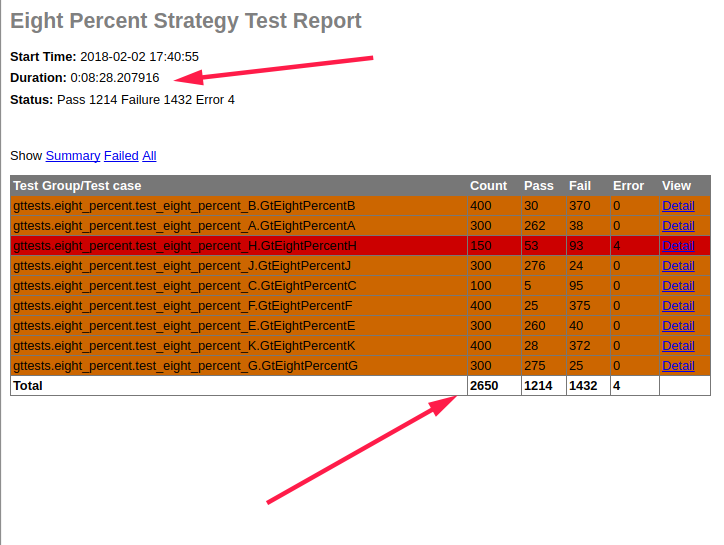 Eight Percent Strategy Test Report
Start Time: 2018-02-02 17:40:55
Duration: 0:08:28.207916
Status: Pass 1214 Failure 1432 Error 4
Show Summary Failed All
Test Group/Test case Count Pass Fail Error View
gttests.eight_percent.test_eight_percent_B.GtEightPercentB 400 30 370 0 Detail
gttests.eight_percent.test_eight_percent_A.GtEightPercentA 300 262 38 0 Detail
gttests.eight_percent.test_eight_percent_H.GtEightPercentH 150 53 93 4 Detail
gttests.eight_percent.test_eight_percent_J.GtEightPercentJ 300 276 24 0 Detail
gttests.eight_percent.test_eight_percent_C.GtEightPercentC 100 5 95 0 Detail
gttests.eight_percent.test_eight_percent_F.GtEightPercentF 400 25 375 0 Detail
gttests.eight_percent.test_eight_percent_E.GtEightPercentE 300 260 40 0 Detail
gttests.eight_percent.test_eight_percent_K.GtEightPercentK 400 28 372 0 Detail
gttests.eight_percent.test_eight_percent_G.GtEightPercentG 300 275 25 0 Detail
Total 2650 1214 1432 4